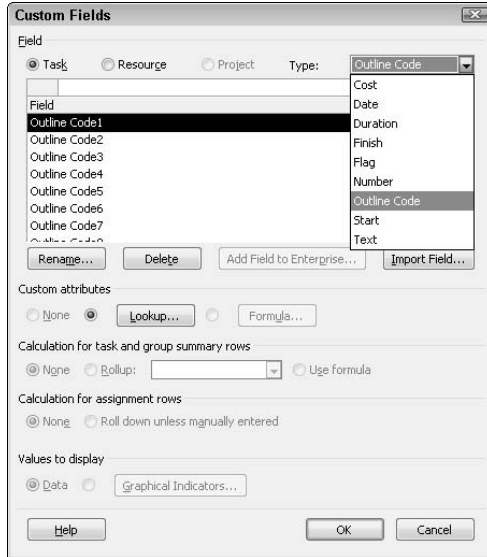 Custom Fields
Field
Task Resource Project Type: Outline Code
Cost
Field Date
Outline Code1 Duration
Outline Code2 Finish
Outline Code3 Flag
Outline Code4 Number
Outline Code5 Outline Code
Outline Code6 Start
Outline Code7 Text
Outline Code8
Rename... Delete Add Field to Enterprise... Import Field...
Custom attributes
None Lookup... Formula...
Calculation for task and group summary rows
None Rollup: Use formula
Calculation for assignment rows
None Roll down unless manually entered
Values to display
Data Graphical Indicators...
Help OK Cancel